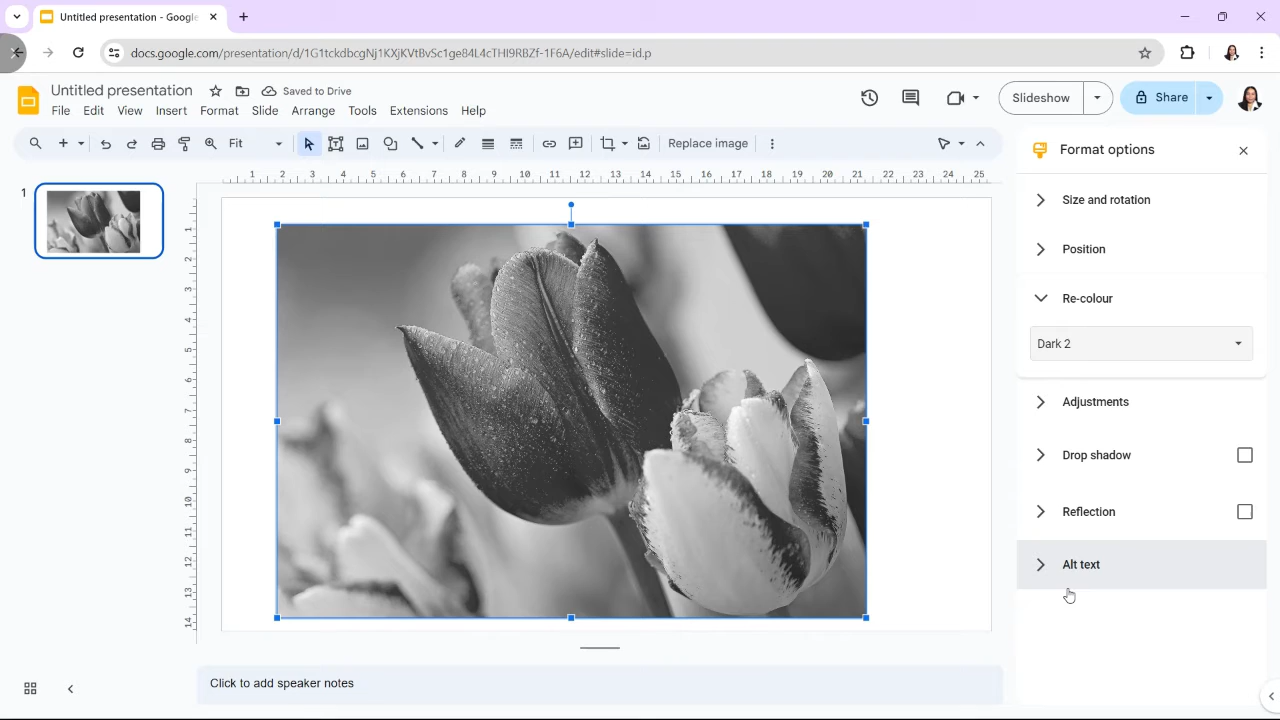 Untitled presentation - Google
docs.google.com/presentation/d/1G1tckdbcgNj1KXjKVtBvSc1ge84L4cTHI9RBZf-1F6A/edit#slide=id.p
Untitled presentation
Saved to Drive
File Edit View Insert Format Slide Arrange Tools Extensions Help
Slideshow
Share
Fit
Replace image
Format options
1 2 3 4 5 6 7 8 9 10 11 12 13 14 15 16 17 18 19 20 21 22 23 24 25
1
1
2
3
4
5
6
7
8
9
10
11
12
13
14
Size and rotation
Position
Re-colour
Dark 2
Adjustments
Drop shadow
Reflection
Alt text
Click to add speaker notes